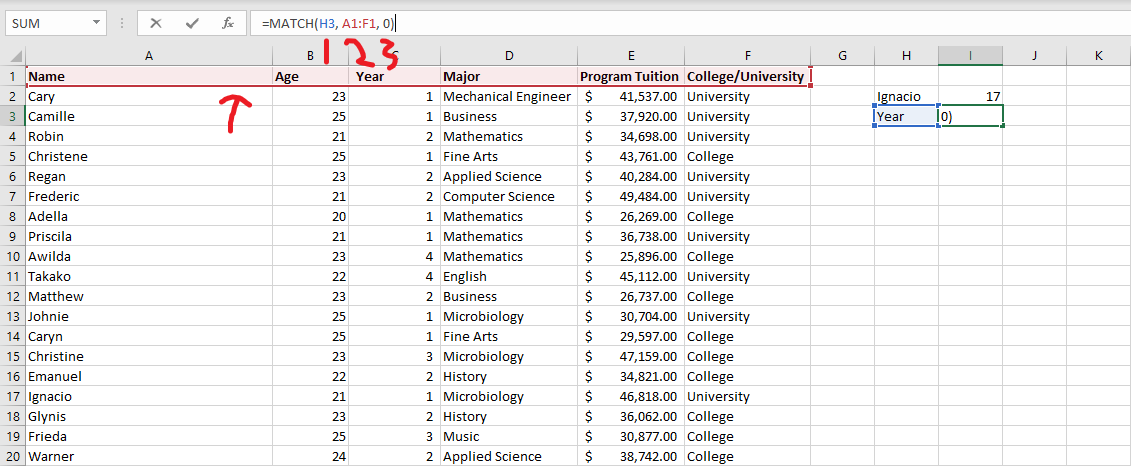 SUM =MATCH(H3, A1:F1, 0)
1 2 3
A B C D E F G H I J K
1 Name Age Year Major Program Tuition College/University
2 Cary 23 1 Mechanical Engineer $ 41,537.00 University Ignacio 17
3 Camille 25 1 Business $ 37,920.00 University Year 0)
4 Robin 21 2 Mathematics $ 34,698.00 University
5 Christene 25 1 Fine Arts $ 43,761.00 College
6 Regan 23 2 Applied Science $ 40,284.00 University
7 Frederic 21 2 Computer Science $ 49,484.00 University
8 Adella 20 1 Mathematics $ 26,269.00 College
9 Priscila 21 1 Mathematics $ 36,738.00 University
10 Awilda 23 4 Mathematics $ 25,896.00 College
11 Takako 22 4 English $ 45,112.00 University
12 Matthew 23 2 Business $ 26,737.00 College
13 Johnie 25 1 Microbiology $ 30,704.00 University
14 Caryn 25 1 Fine Arts $ 29,597.00 College
15 Christine 23 3 Microbiology $ 47,159.00 College
16 Emanuel 22 2 History $ 34,821.00 College
17 Ignacio 21 1 Microbiology $ 46,818.00 University
18 Glynis 23 2 History $ 36,062.00 College
19 Frieda 25 3 Music $ 30,877.00 College
20 Warner 24 2 Applied Science $ 38,742.00 College